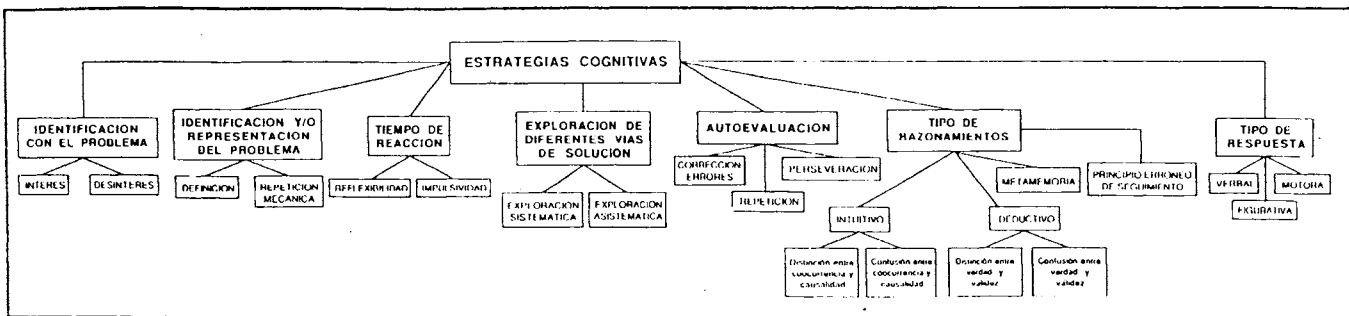 ESTRATEGIAS COGNITIVAS
IDENTIFICACION
CON EL PROBLEMA
INTERES
DESINTERES
IDENTIFICACION Y/O
REPRESENTACION
DEL PROBLEMA
DEFINICION
REPETICION
MECANICA
TIEMPO DE
REACCION
REFLEXIBILIDAD
IMPULSIVIDAD
EXPLORACION DE
DIFERENTES VIAS
DE SOLUCION
EXPLORACION
SISTEMATICA
EXPLORACION
ASISTEMATICA
AUTOEVALUACION
CORRECCION
ERRORES
REPETICION
PERSEVERACION
TIPO DE
RAZONAMIENTOS
INTUITIVO
Distinción entre
coocurrencia y
causalidad
Confusión entre
coocurrencia y
causalidad
DEDUCTIVO
Distinción entre
verdad y
validez
Confusión entre
verdad y
validez
METAMEMORIA
PRINCIPIO ERRONEO
DE SEGUIMIENTO
TIPO DE
RESPUESTA
VERBAL
FIGURATIVA
MOTORA